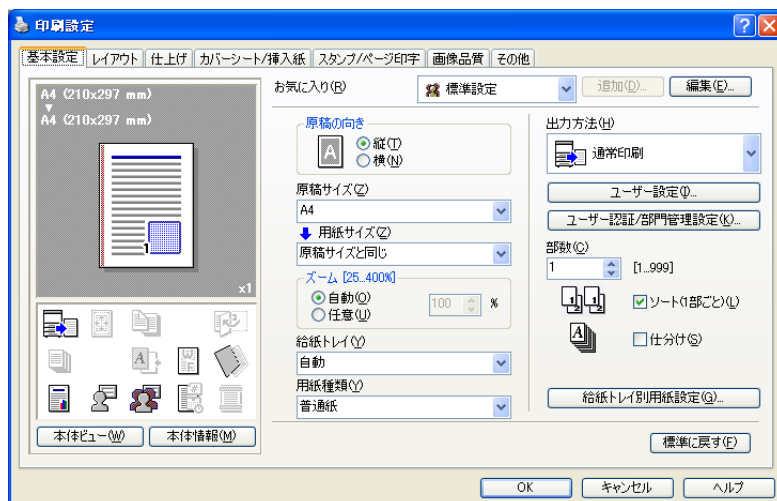 印刷設定
基本設定 レイアウト 仕上げ カバーシート/挿入紙 スタンプ/ページ印字 画像品質 その他
A4 (210x297 mm)
A4 (210x297 mm)
1
x1
本体ビュー(W) 本体情報(M)
お気に入り(R) 標準設定 追加(D)... 編集(E)...
原稿の向き
A
縦(T)
横(N)
原稿サイズ(Z)
A4
用紙サイズ(Z)
原稿サイズと同じ
ズーム [25...400%]
自動(O)
任意(U)
100 %
給紙トレイ(Y)
自動
用紙種類(Y)
普通紙
出力方法(H)
通常印刷
ユーザー設定(I)...
ユーザー認証/部門管理設定(K)...
部数(C)
1 [1...999]
ソート(1部ごと)(L)
仕分け(S)
給紙トレイ別用紙設定(G)...
標準に戻す(F)
OK キャンセル ヘルプ